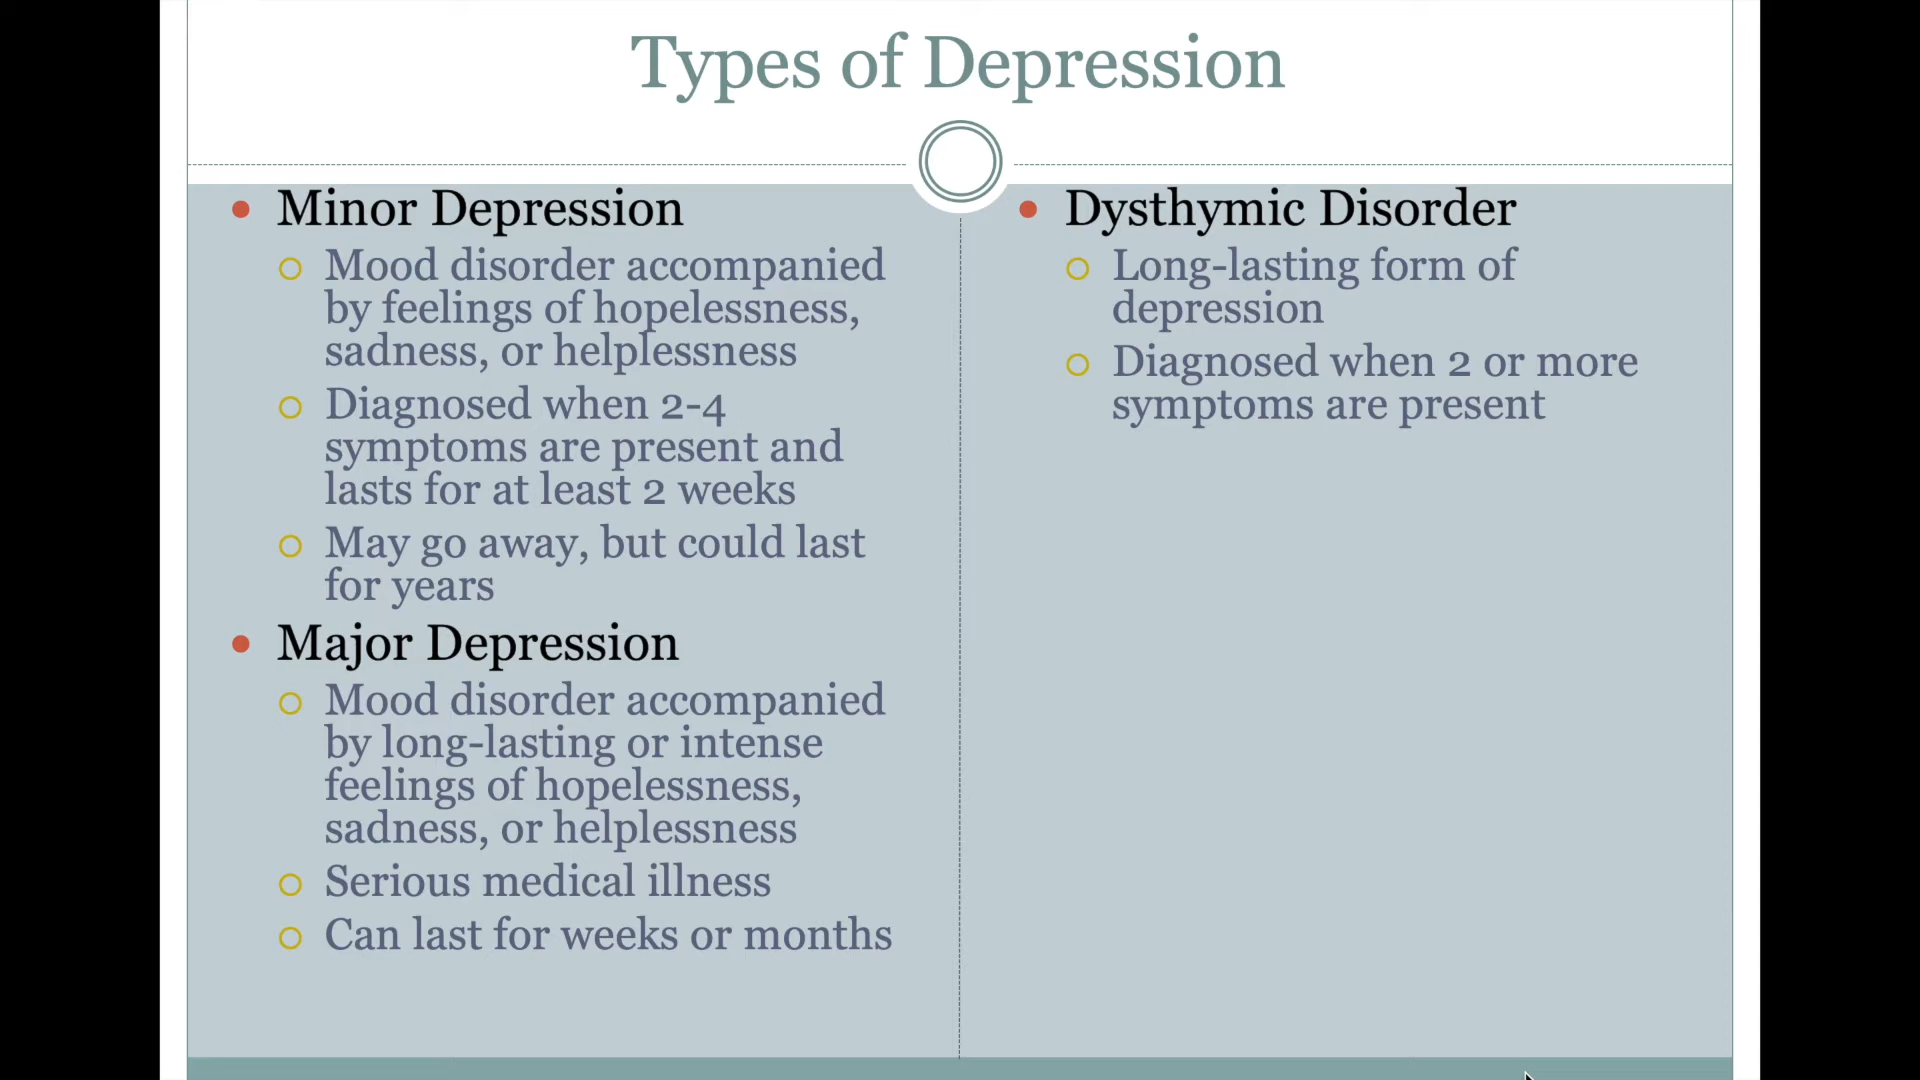 Types of Depression
Minor Depression
Mood disorder accompanied
by feelings of hopelessness,
sadness, or helplessness
Diagnosed when 2-4
symptoms are present and
lasts for at least 2 weeks
May go away, but could last
for years
Major Depression
Mood disorder accompanied
by long-lasting or intense
feelings of hopelessness,
sadness, or helplessness
Serious medical illness
Can last for weeks or months
Dysthymic Disorder
Long-lasting form of
depression
Diagnosed when 2 or more
symptoms are present